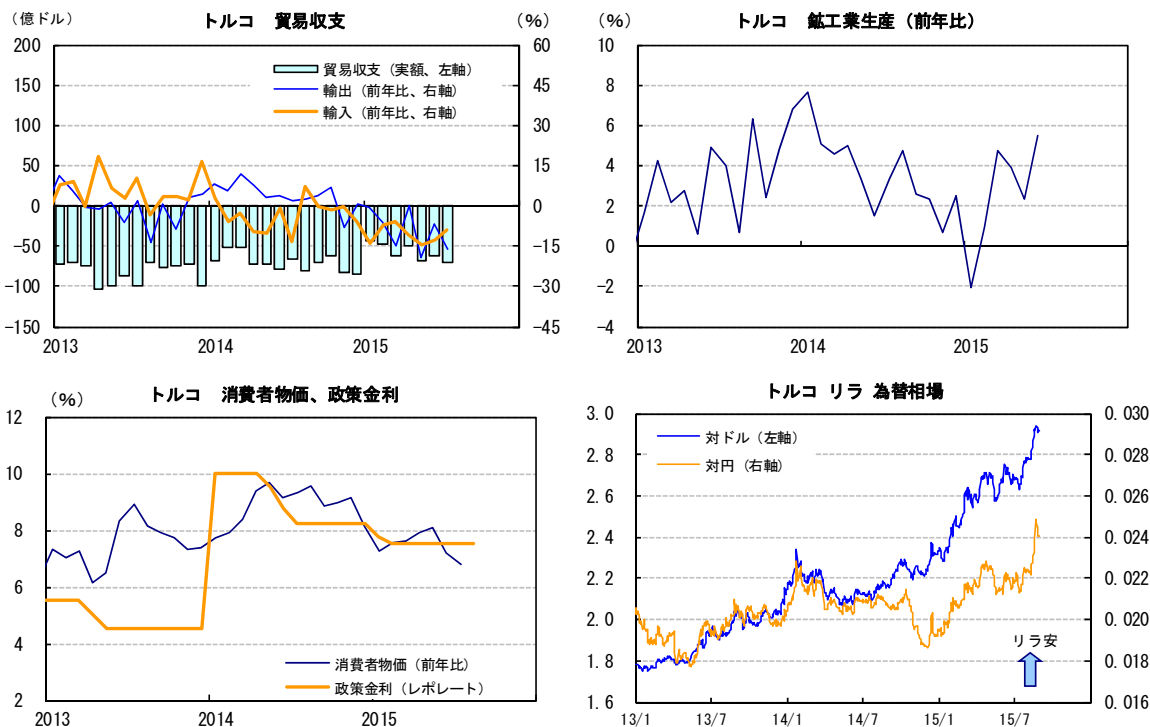 (億ドル) トルコ 貿易収支 (%)
200 60
150 45
100 30
50 15
0 0
-50 -15
-100 -30
-150 -45
貿易収支(実額、左軸)
輸出(前年比、右軸)
輸入(前年比、右軸)
2013 2014 2015
(%) トルコ 鉱工業生産(前年比)
10
8
6
4
2
0
-2
-4
2013 2014 2015
(%) トルコ 消費者物価、政策金利
12
10
8
6
4
2
消費者物価(前年比)
政策金利(レポレート)
2013 2014 2015
トルコ リラ 為替相場
3.0 0.030
2.8 0.028
2.6 0.026
2.4 0.024
2.2 0.022
2.0 0.020
1.8 0.018
1.6 0.016
対ドル(左軸)
対円(右軸)
リラ安
13/1 13/7 14/1 14/7 15/1 15/7